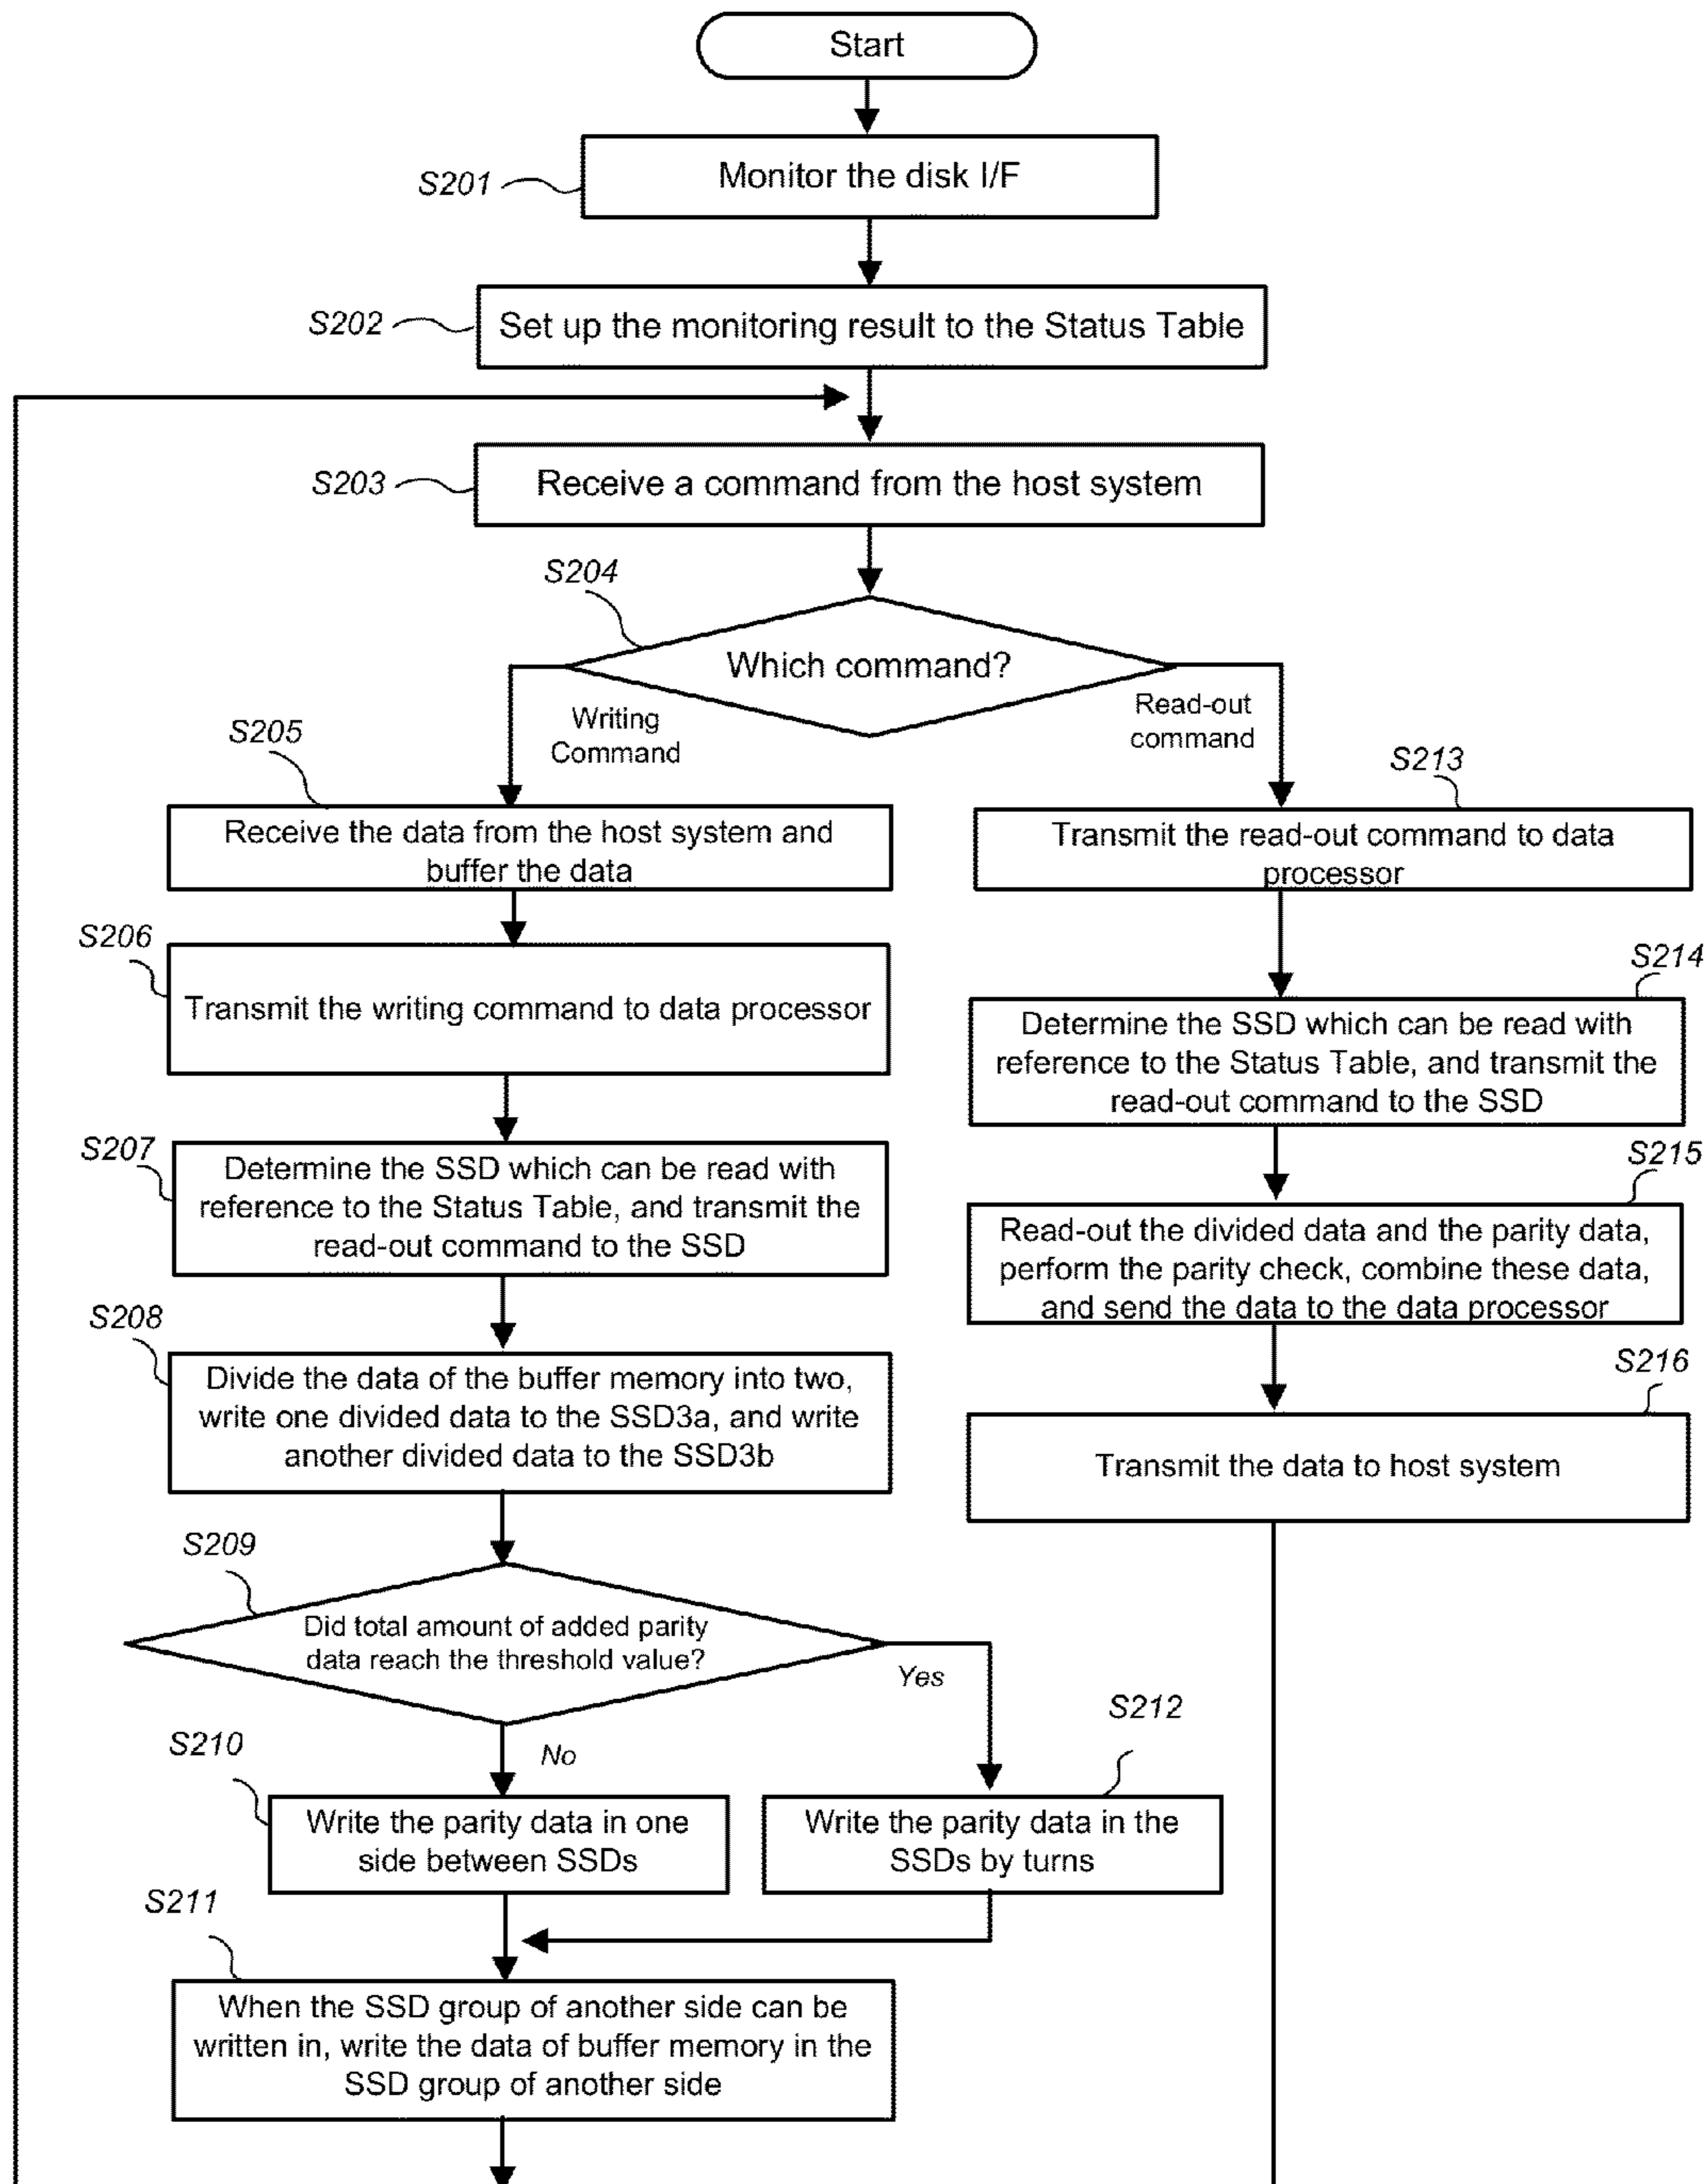 Start
S201
Monitor the disk I/F
S202
Set up the monitoring result to the Status Table
S203
Receive a command from the host system
S204
Which command?
Writing
Command
Read-out
command
S205
Receive the data from the host system and
buffer the data
S206
Transmit the writing command to data processor
S207
Determine the SSD which can be read with
reference to the Status Table, and transmit the
read-out command to the SSD
S208
Divide the data of the buffer memory into two,
write one divided data to the SSD3a, and write
another divided data to the SSD3b
S209
Did total amount of added parity
data reach the threshold value?
Yes
No
S210
Write the parity data in one
side between SSDs
S212
Write the parity data in the
SSDs by turns
S211
When the SSD group of another side can be
written in, write the data of buffer memory in the
SSD group of another side
S213
Transmit the read-out command to data
processor
S214
Determine the SSD which can be read with
reference to the Status Table, and transmit the
read-out command to the SSD
S215
Read-out the divided data and the parity data,
perform the parity check, combine these data,
and send the data to the data processor
S216
Transmit the data to host system